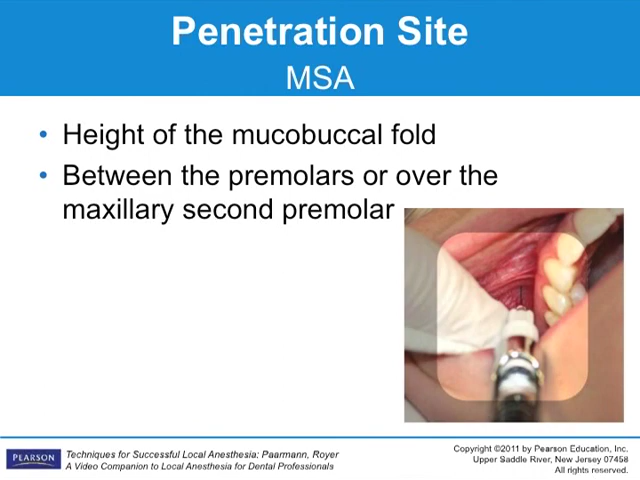 Penetration Site
MSA
• Height of the mucobuccal fold
• Between the premolars or over the
maxillary second premolar
PEARSON
Techniques for Successful Local Anesthesia: Paarmann, Royer
A Video Companion to Local Anesthesia for Dental Professionals
Copyright ©2011 by Pearson Education, Inc.
Upper Saddle River, New Jersey 07458
All rights reserved.